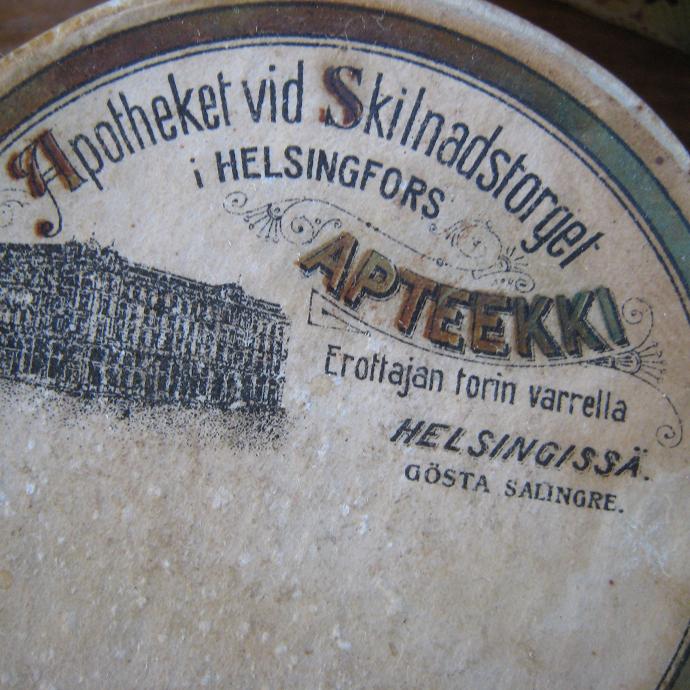 Apotheket vid Skilnadstorget
i HELSINGFORS
APTEEKKI
Erottajan torin varrella
HELSINGISSÄ.
GÖSTA SALINGRE.